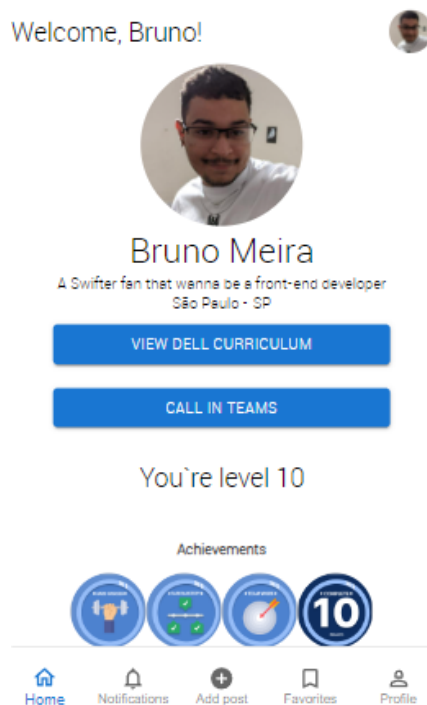 Welcome, Bruno!
Bruno Meira
A Swifter fan that wanna be a front-end developer
São Paulo - SP
VIEW DELL CURRICULUM
CALL IN TEAMS
You`re level 10
Achievements
10
Home
Notifications
Add post
Favorites
Profile